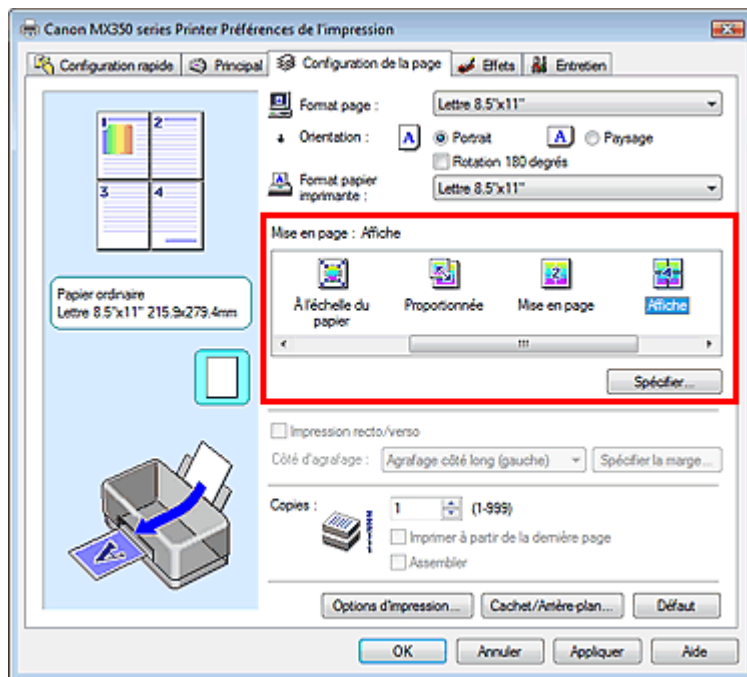 Canon MX350 series Printer Préférences de l'impression
Configuration rapide Principal Configuration de la page Effets Entretien
1 2
3 4
Papier ordinaire
Lettre 8.5"x11" 215.9x279.4mm
Format page : Lettre 8.5"x11"
Orientation : A Portrait A Paysage
Rotation 180 degrés
Format papier
imprimante : Lettre 8.5"x11"
Mise en page : Affiche
À l'échelle du
papier
Proportionnée
Mise en page
Affiche
Spécifier...
Impression recto/verso
Côté d'agrafage : Agrafage côté long (gauche) Spécifier la marge...
Copies : 1 (1-999)
Imprimer à partir de la dernière page
Assembler
Options d'impression... Cachet/Arrière-plan... Défaut
OK Annuler Appliquer Aide